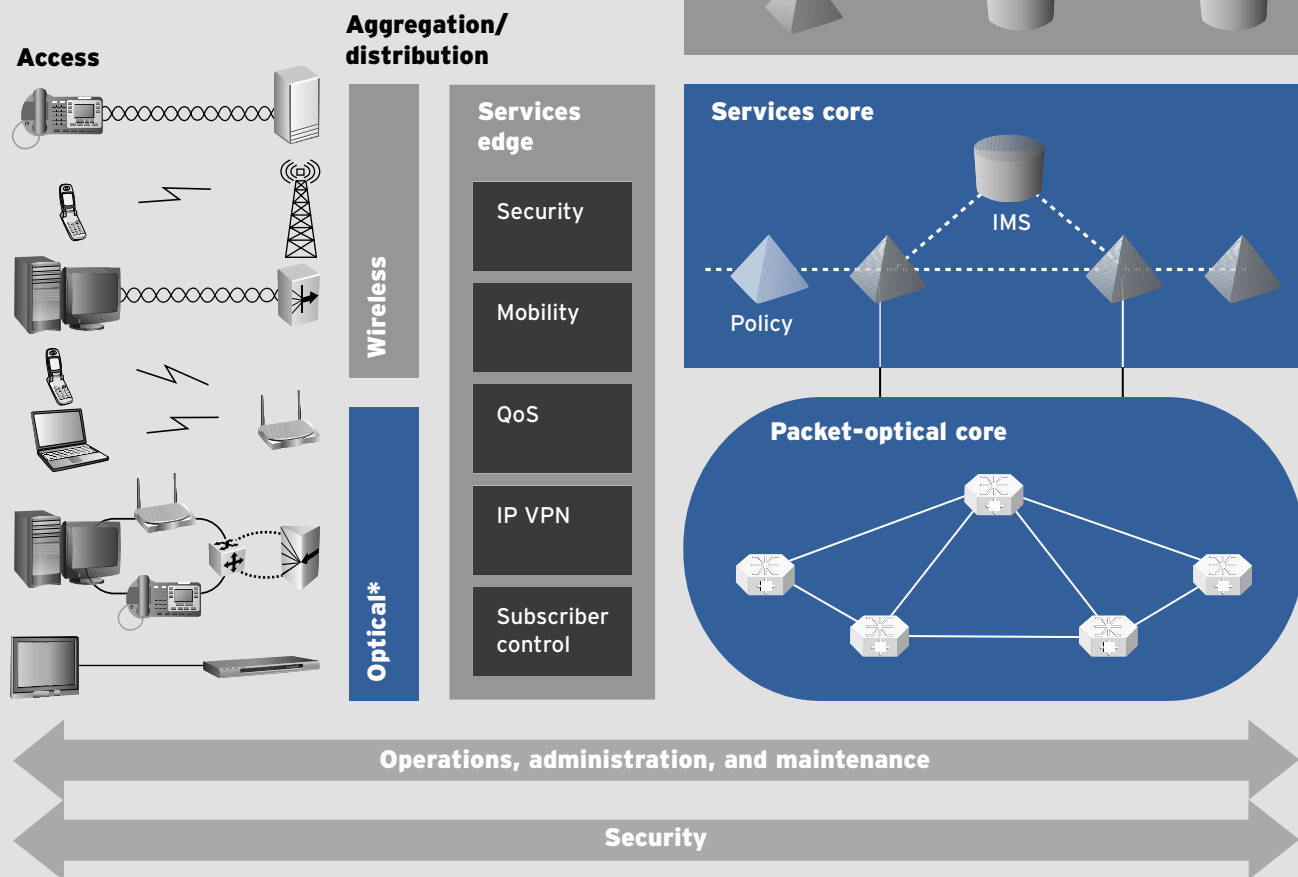 Access
Aggregation/
distribution
Wireless
Optical*
Services
edge
Security
Mobility
QoS
IP VPN
Subscriber
control
Services core
IMS
Policy
Packet-optical core
Operations, administration, and maintenance
Security